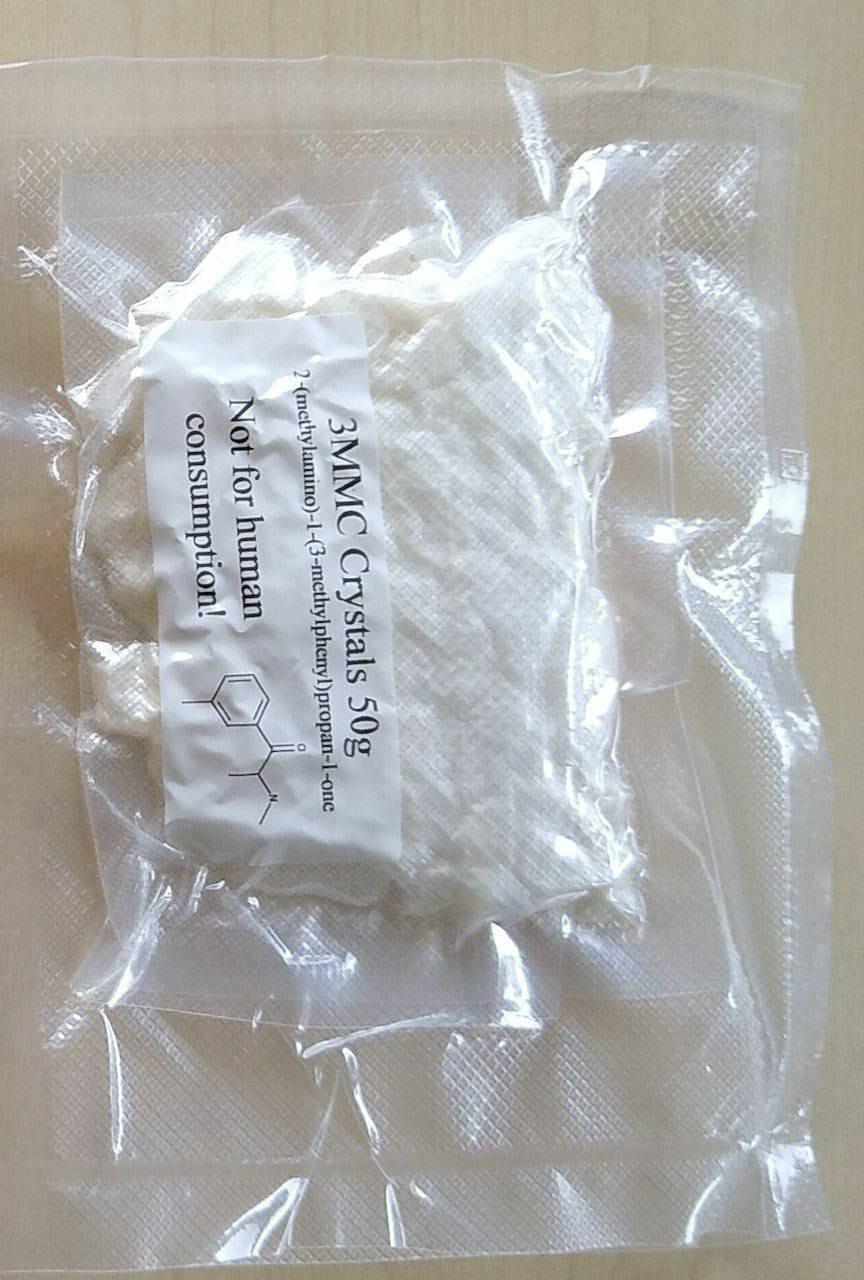 3MMC Crystals 50g
2-(methylamino)-1-(3-methylphenyl)propan-1-one
Not for human
consumption!
O
N